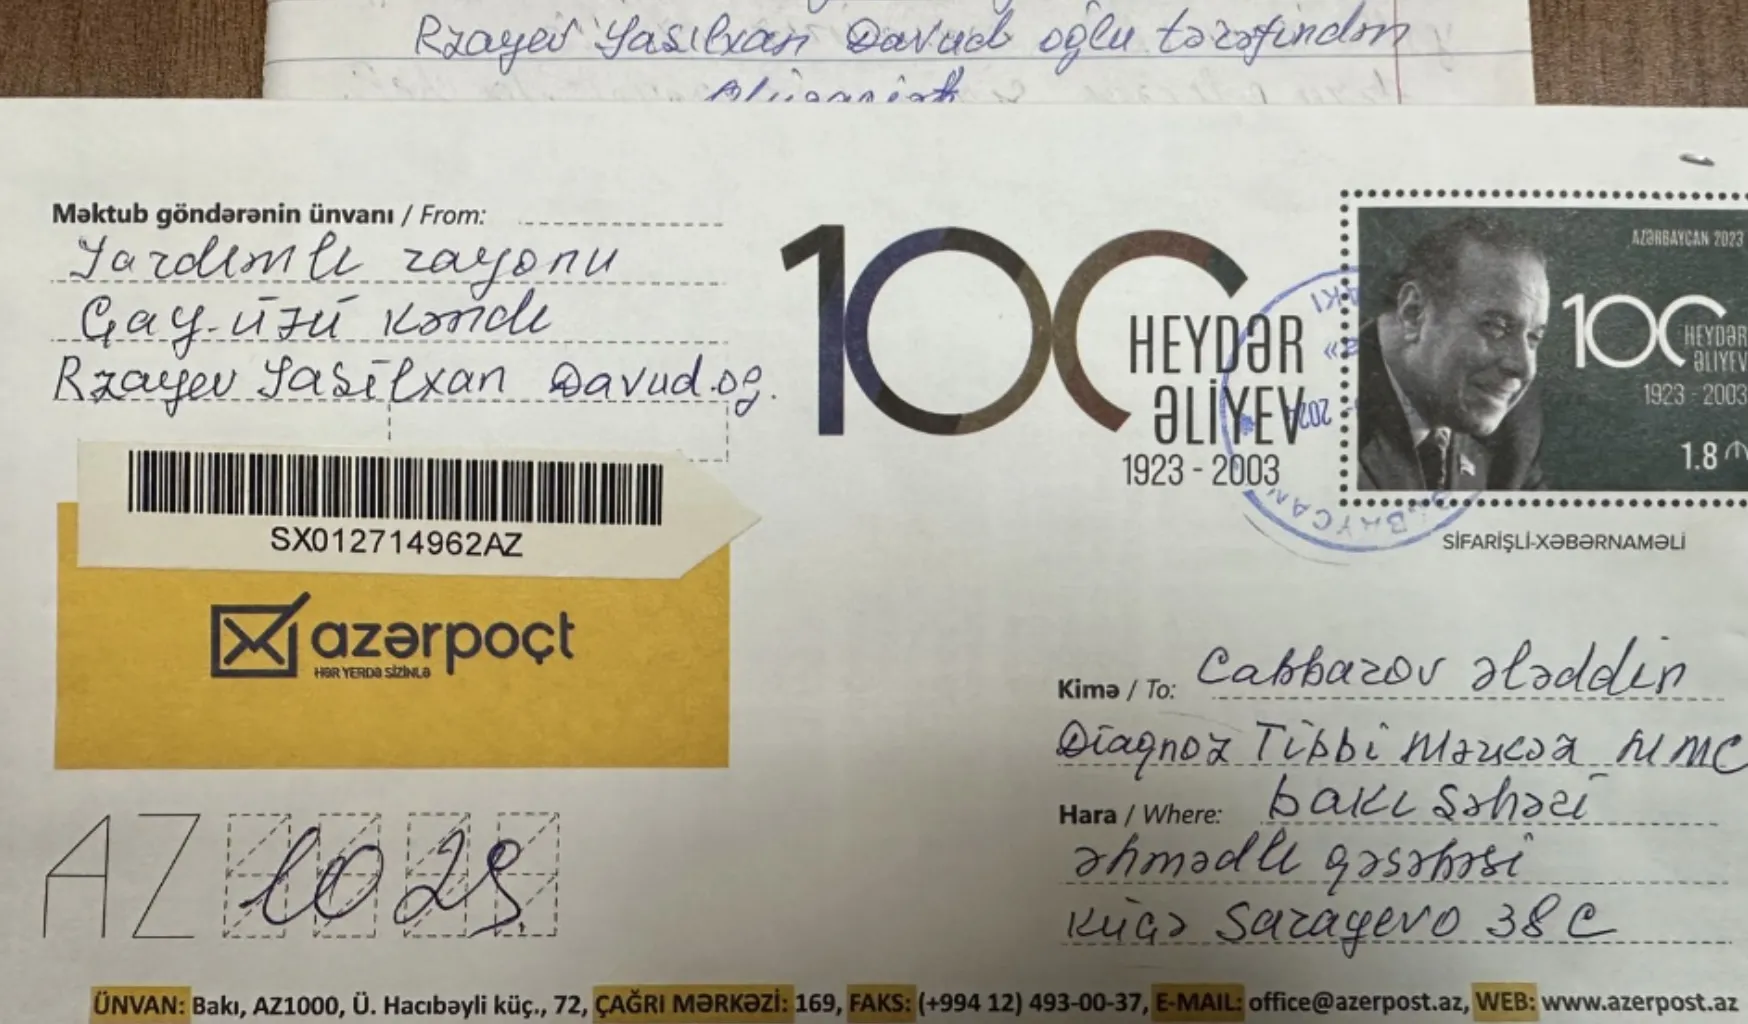 Rzayev Yasılxan Davud oğlu tərəfindən
Məktub göndərənin ünvanı / From:
Yardımlı rayonu
Çay-üzü kəndi
Rzayev Yasilxan Davud.og.
SX012714962AZ
azərpoçt
HƏR YERDƏ SİZİNLƏ
AZ 1029
100
HEYDƏR
ƏLİYEV
1923 - 2003
AZƏRBAYCAN 2023
100
HEYDƏR
ƏLİYEV
1923 - 2003
1.8 ₼
SİFARİŞLİ-XƏBƏRNAMƏLİ
Kimə / To: Cabbarov Ələddin
Diaqnoz Tibbi Mərkəz MMC
Hara / Where: bakı şəhəri
əhmədli qəsəbəsi
Küçə Sarayevo 38 C
ÜNVAN: Bakı, AZ1000, Ü. Hacıbəyli küç., 72, ÇAĞRI MƏRKƏZİ: 169, FAKS: (+994 12) 493-00-37, E-MAIL: office@azerpost.az, WEB: www.azerpost.az